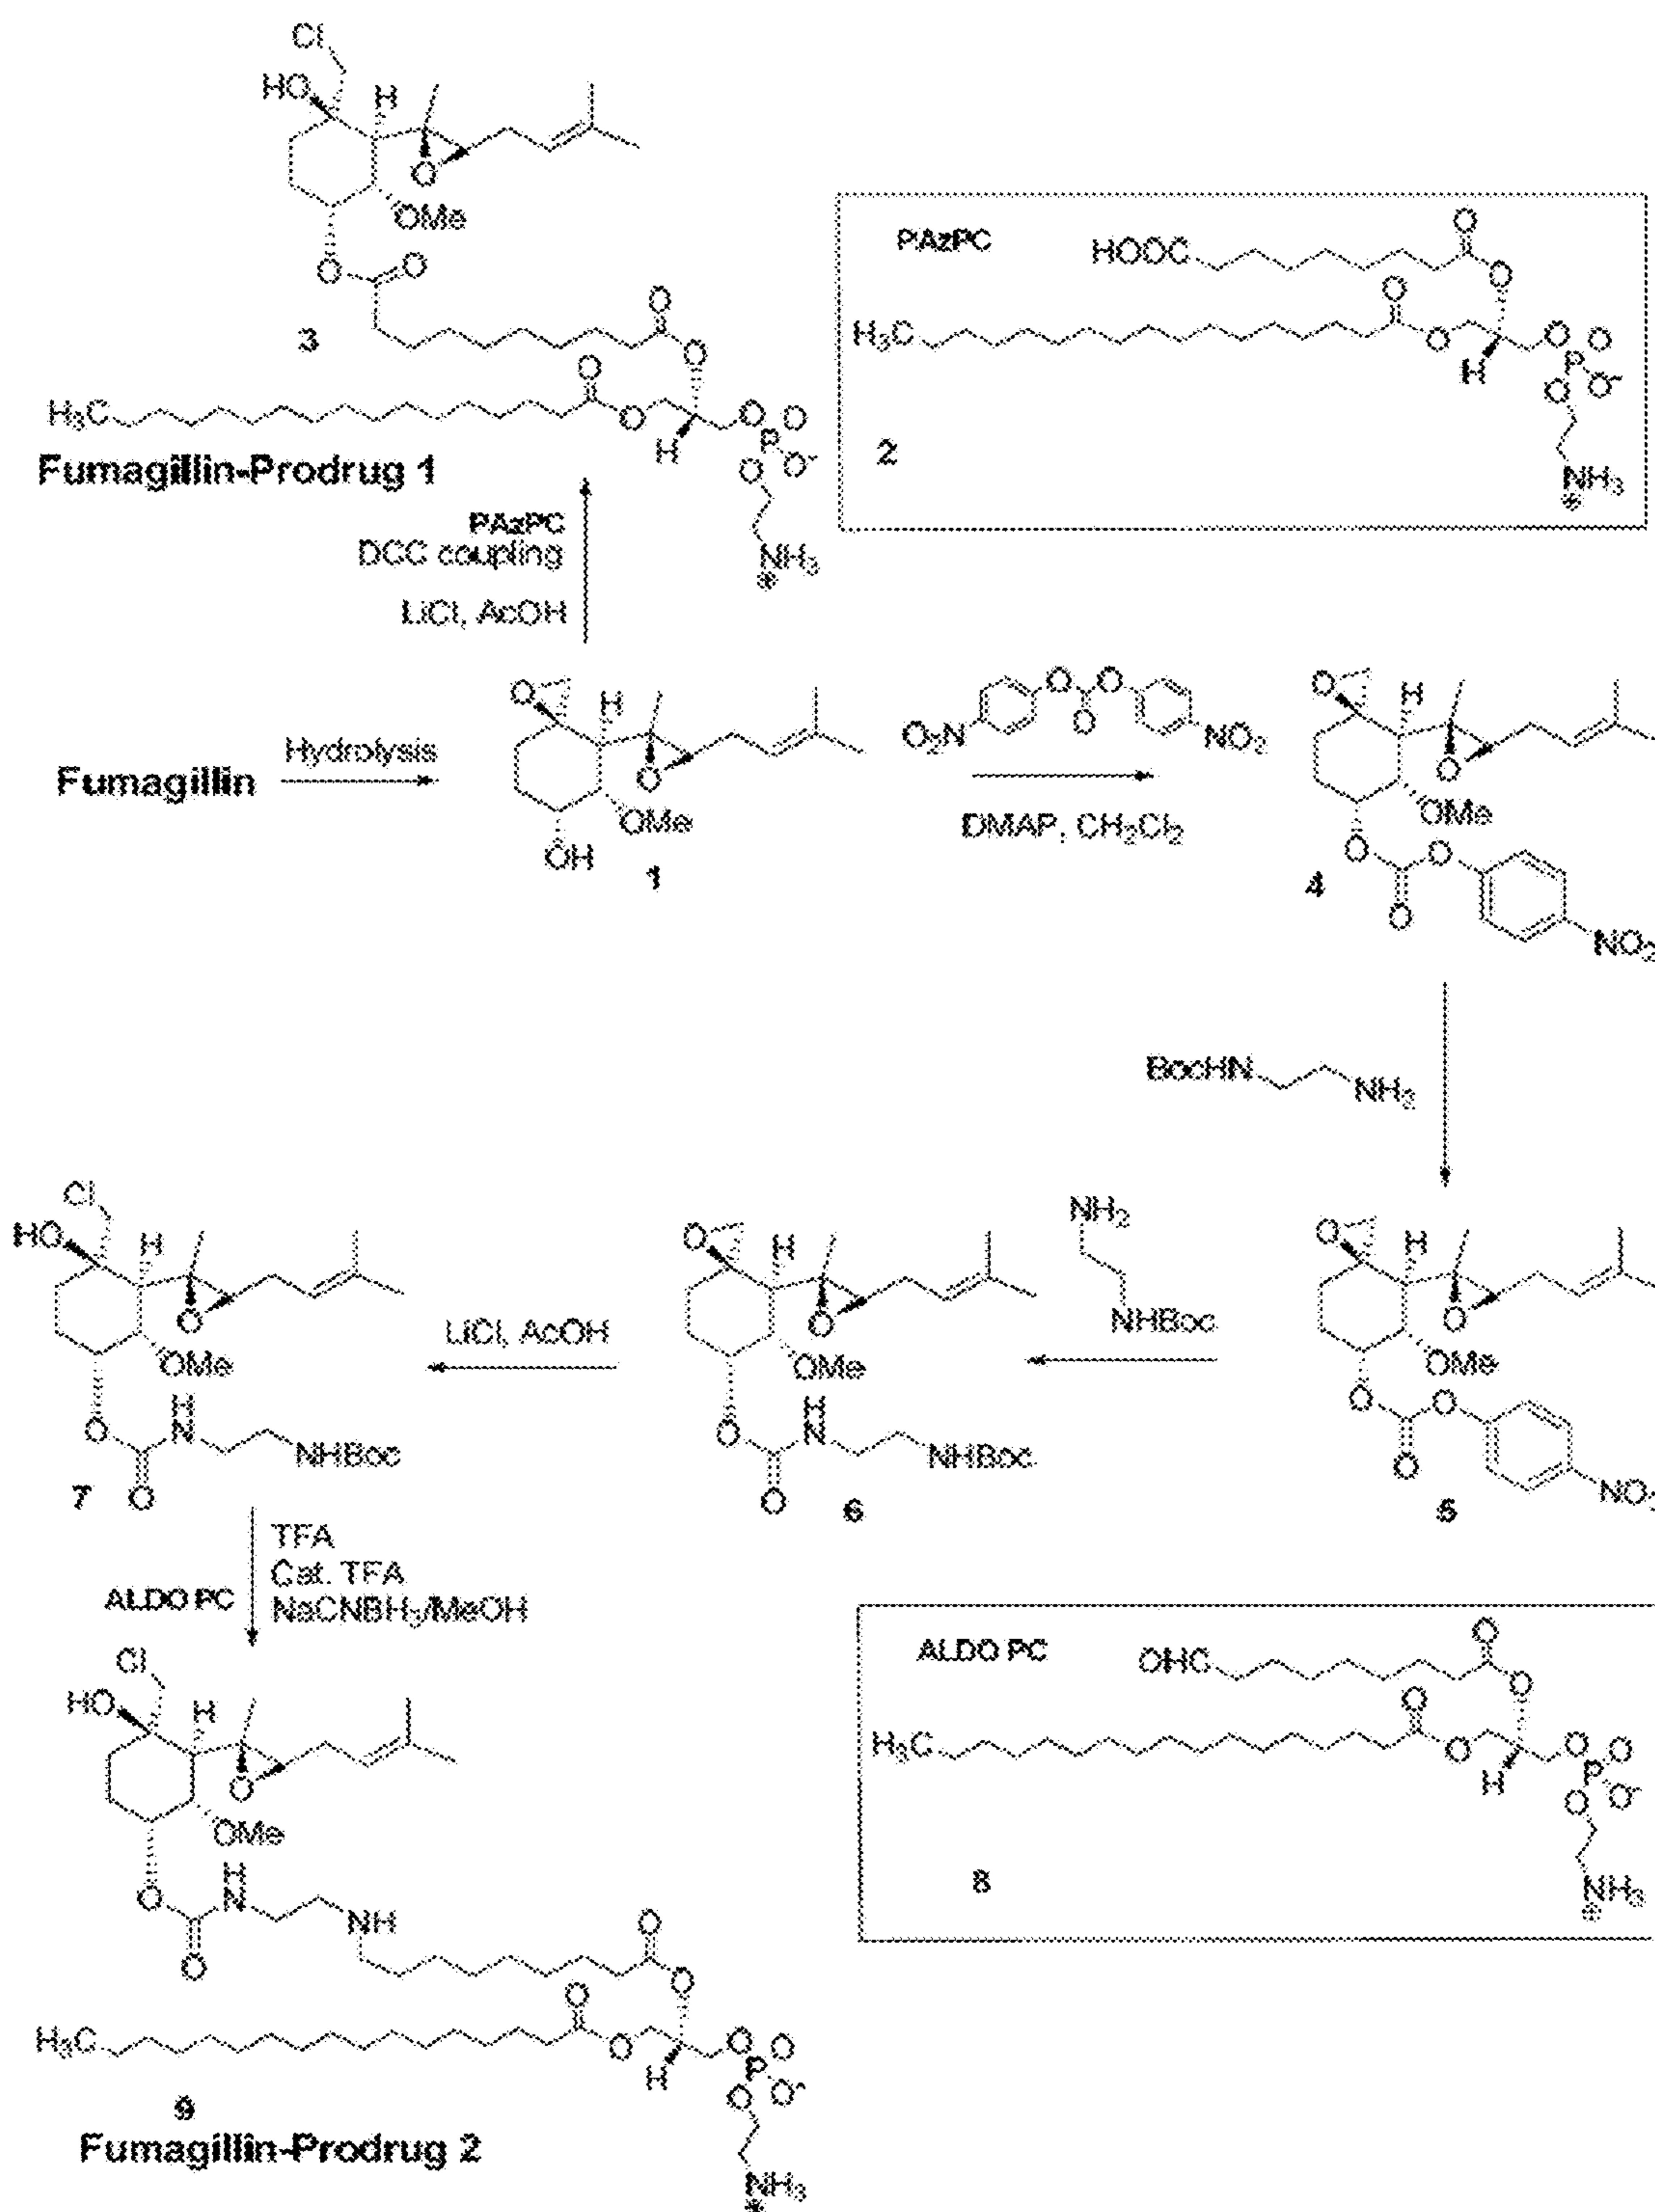 Cl
HO
H
O
OMe
O
O
3
O
O
O
H₃C
O
O
O
P
O
O⁻
H
NH₃
⊕
Fumagillin-Prodrug 1
PAzPC
HOOC
O
O
O
H₃C
O
O
O
P
O
O⁻
H
2
NH₃
⊕
PAzPC
DCC coupling
LiCl, AcOH
Fumagillin
Hydrolysis
O
H
O
OMe
OH
1
O
O
O
O₂N
NO₂
DMAP, CH₂Cl₂
O
H
O
OMe
O
O
O
4
NO₂
BocHN
NH₂
Cl
HO
H
O
OMe
H
O
N
NHBoc
O
7
LiCl, AcOH
O
H
O
OMe
H
O
N
NHBoc
O
6
NH₂
NHBoc
O
H
O
OMe
O
O
O
5
NO₂
ALDO PC
TFA
Cat. TFA
NaCNBH₃/MeOH
ALDO PC
OHC
O
O
O
H₃C
O
O
O
P
O
O⁻
H
8
NH₃
⊕
Cl
HO
H
O
OMe
H
O
N
NH
O
O
O
O
H₃C
O
O
O
P
O
O⁻
H
NH₃
9
Fumagillin-Prodrug 2